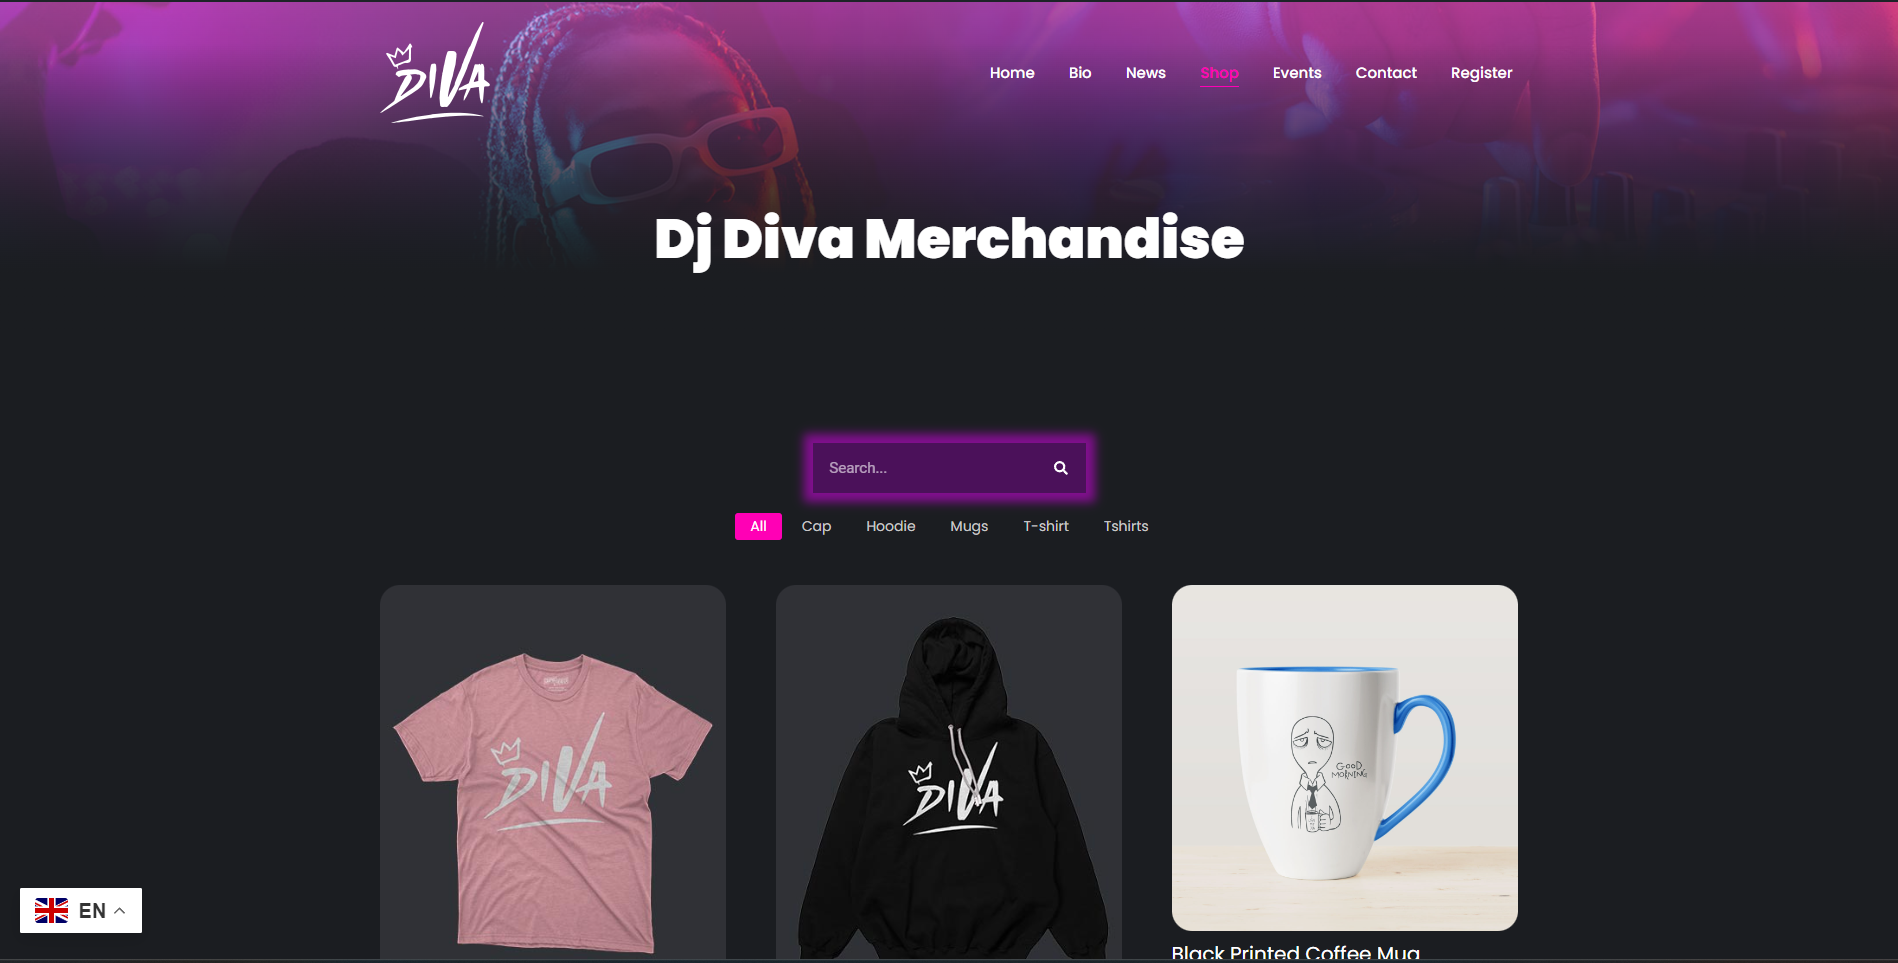 DIVA
Home Bio News Shop Events Contact Register
Dj Diva Merchandise
Search...
All Cap Hoodie Mugs T-shirt Tshirts
DIVA
DIVA
GOOD
MORNING
EN
Black Printed Coffee Mug